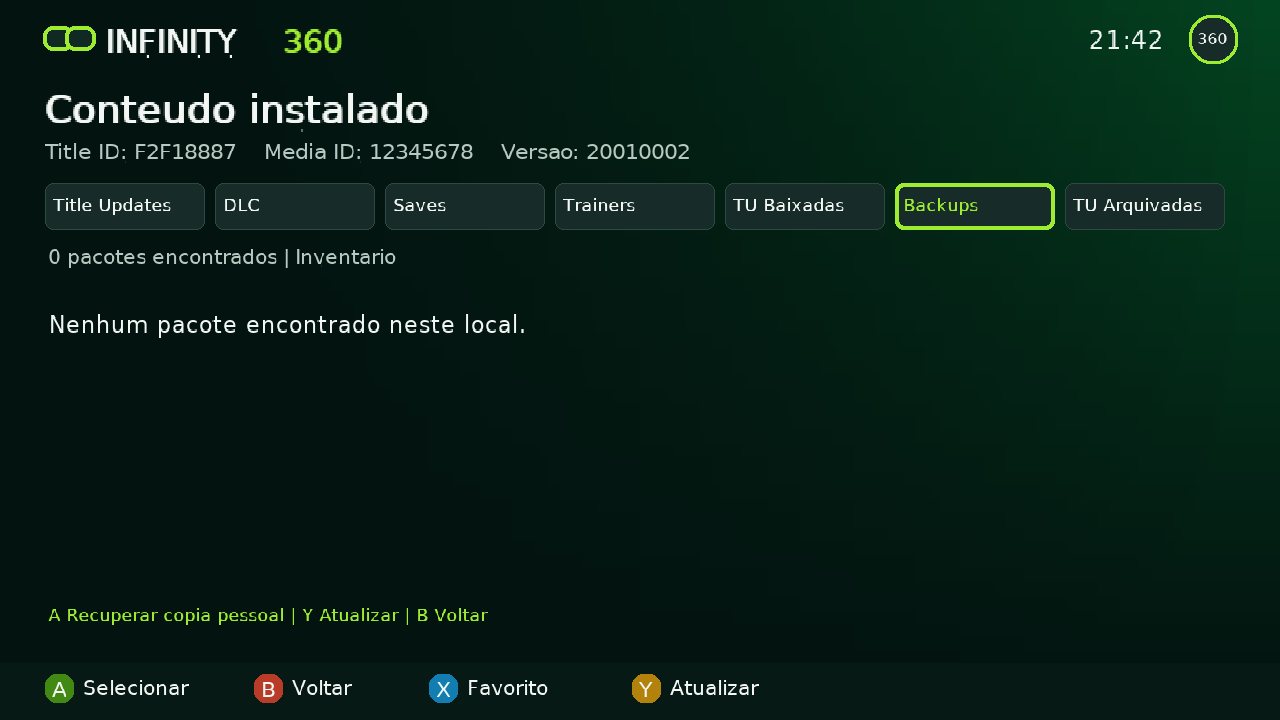 INFINITY 360 21:42 360
Conteudo instalado
Title ID: F2F18887 Media ID: 12345678 Versao: 20010002
Title Updates DLC Saves Trainers TU Baixadas Backups TU Arquivadas
0 pacotes encontrados | Inventario
Nenhum pacote encontrado neste local.
A Recuperar copia pessoal | Y Atualizar | B Voltar
A Selecionar B Voltar X Favorito Y Atualizar